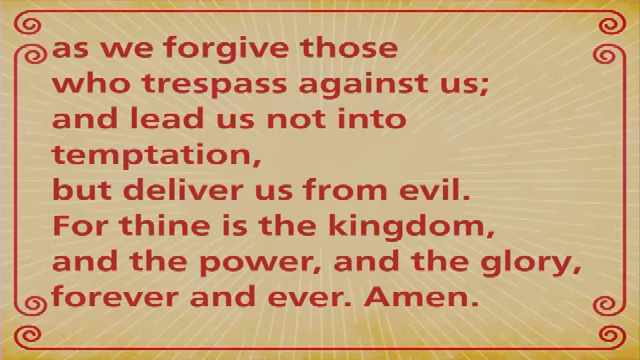 as we forgive those
who trespass against us;
and lead us not into
temptation,
but deliver us from evil.
For thine is the kingdom,
and the power, and the glory,
forever and ever. Amen.